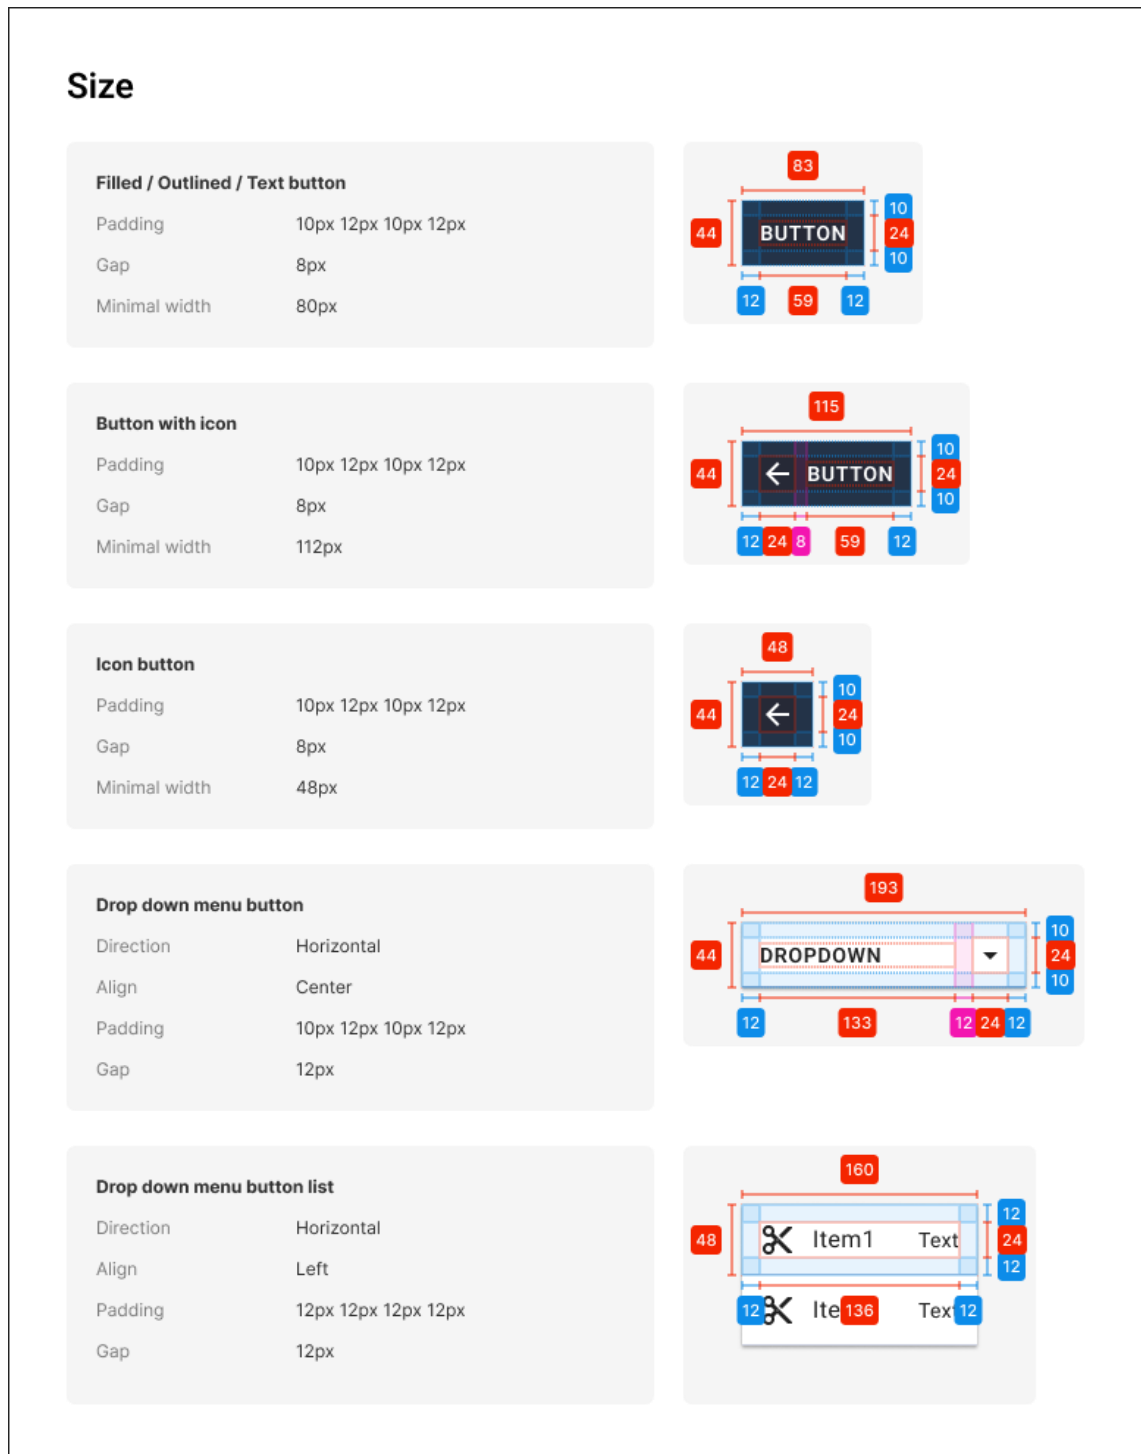 Size
Filled / Outlined / Text button
Padding 10px 12px 10px 12px
Gap 8px
Minimal width 80px
83
44 BUTTON 10 24 10
12 59 12
Button with icon
Padding 10px 12px 10px 12px
Gap 8px
Minimal width 112px
115
44 BUTTON 10 24 10
12 24 8 59 12
Icon button
Padding 10px 12px 10px 12px
Gap 8px
Minimal width 48px
48
44 10 24 10
12 24 12
Drop down menu button
Direction Horizontal
Align Center
Padding 10px 12px 10px 12px
Gap 12px
193
44 DROPDOWN 10 24 10
12 133 12 24 12
Drop down menu button list
Direction Horizontal
Align Left
Padding 12px 12px 12px 12px
Gap 12px
160
48 Item1 Text 12 24 12
12 Ite 136 Tex 12